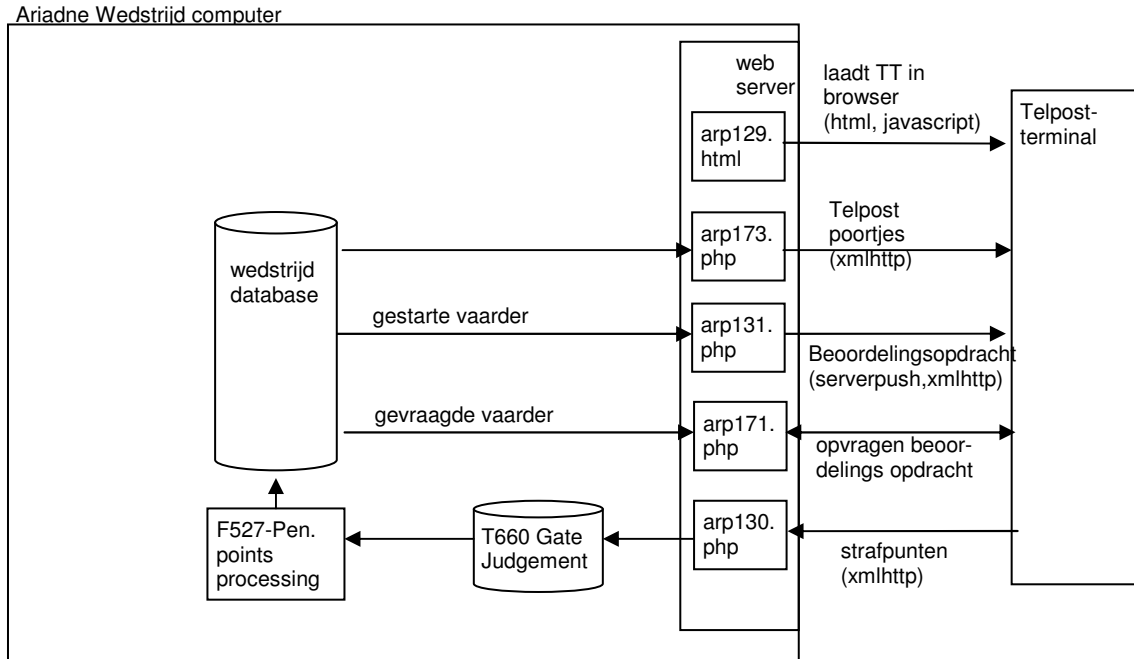 Ariadne Wedstrijd computer
web
server
laadt TT in
browser
(html, javascript)
Telpost-
terminal
arp129.
html
Telpost
poortjes
(xmlhttp)
arp173.
php
wedstrijd
database
gestarte vaarder
arp131.
php
Beoordelingsopdracht
(serverpush,xmlhttp)
gevraagde vaarder
arp171.
php
opvragen beoor-
delings opdracht
F527-Pen.
points
processing
T660 Gate
Judgement
arp130.
php
strafpunten
(xmlhttp)